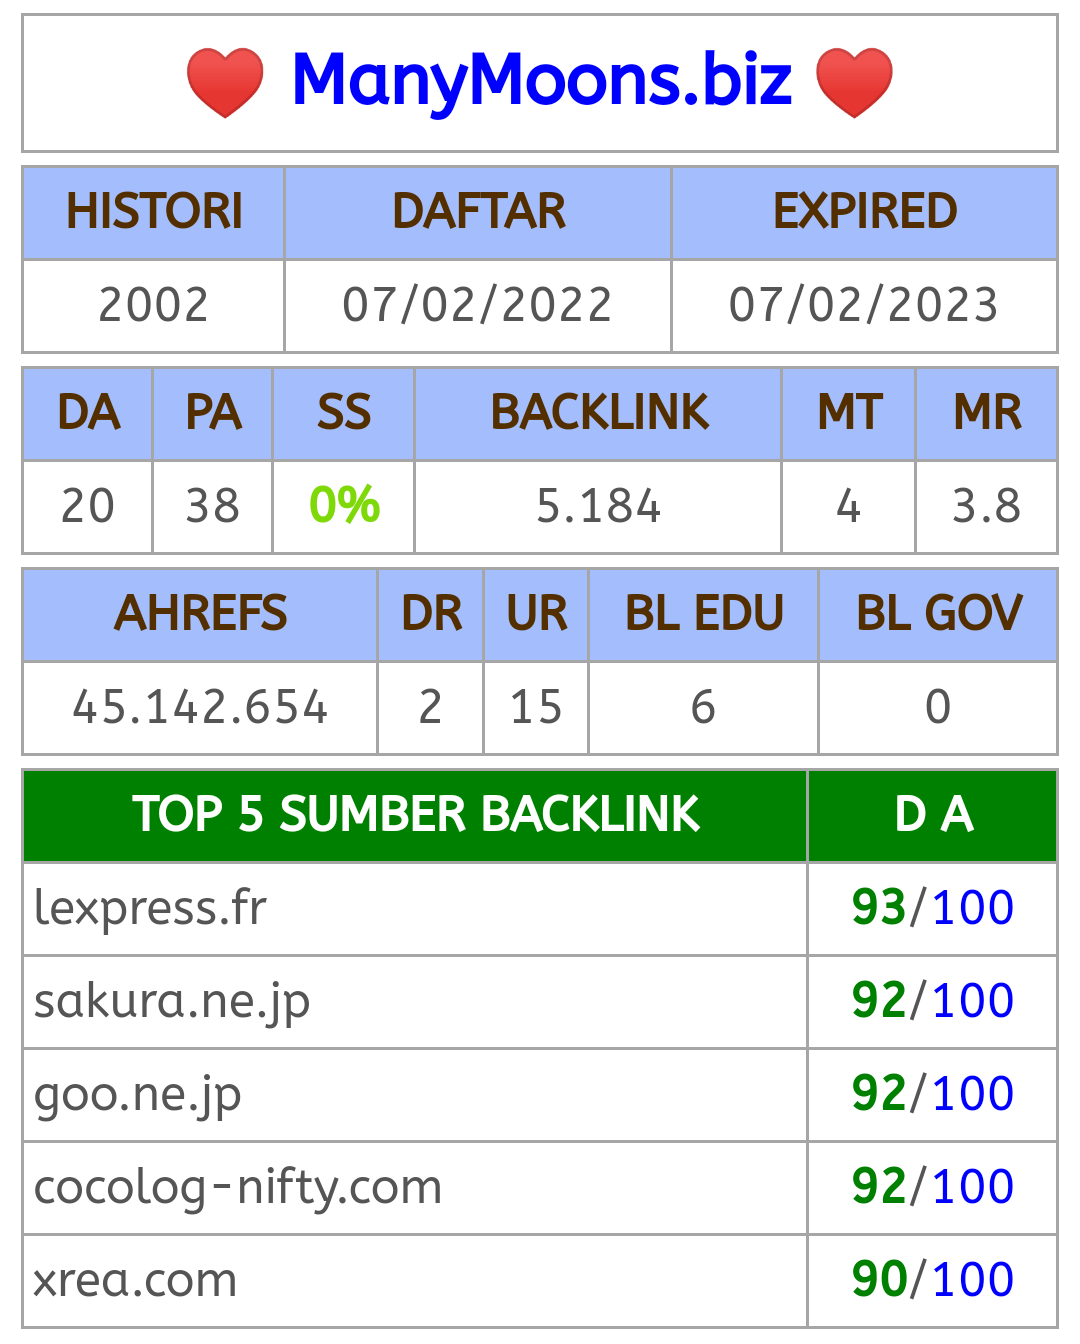 ❤️ ManyMoons.biz ❤️
HISTORI DAFTAR EXPIRED
2002 07/02/2022 07/02/2023
DA PA SS BACKLINK MT MR
20 38 0% 5.184 4 3.8
AHREFS DR UR BL EDU BL GOV
45.142.654 2 15 6 0
TOP 5 SUMBER BACKLINK D A
lexpress.fr 93/100
sakura.ne.jp 92/100
goo.ne.jp 92/100
cocolog-nifty.com 92/100
xrea.com 90/100